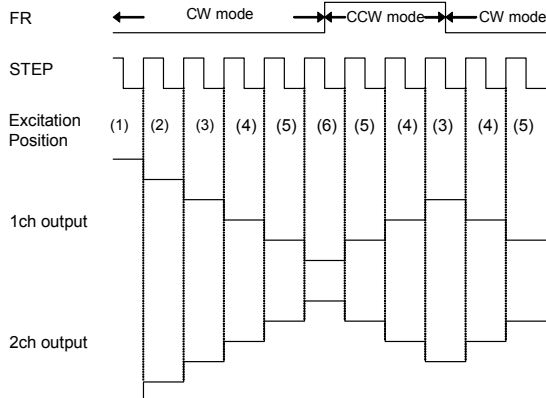 FR
CW mode
CCW mode
CW mode
STEP
Excitation
Position
(1) (2) (3) (4) (5) (6) (5) (4) (3) (4) (5)
1ch output
2ch output